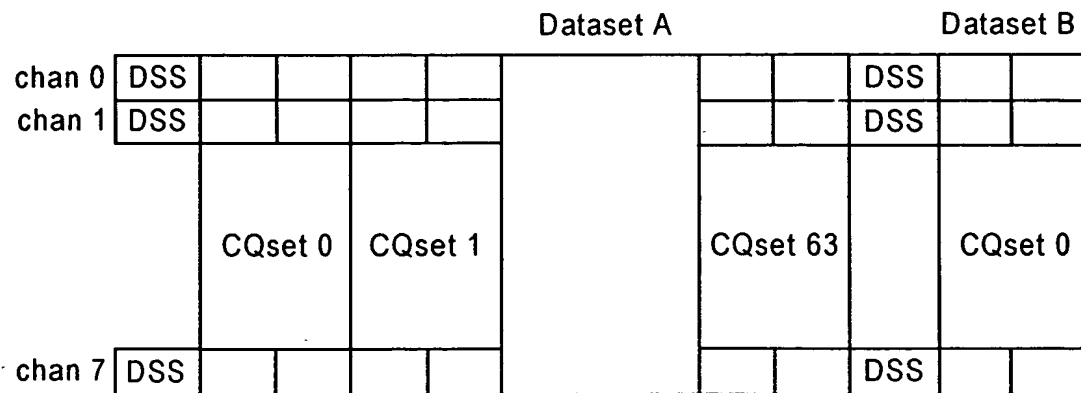 Dataset A Dataset B
chan 0 DSS DSS
chan 1 DSS DSS
CQset 0 CQset 1 CQset 63 CQset 0
chan 7 DSS DSS